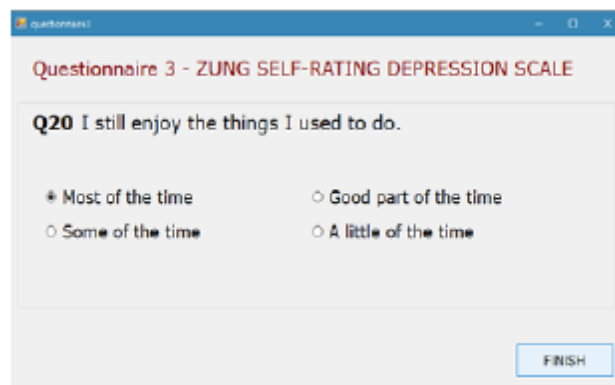 questionnaire3
Questionnaire 3 - ZUNG SELF-RATING DEPRESSION SCALE
Q20 I still enjoy the things I used to do.
Most of the time
Good part of the time
Some of the time
A little of the time
FINISH